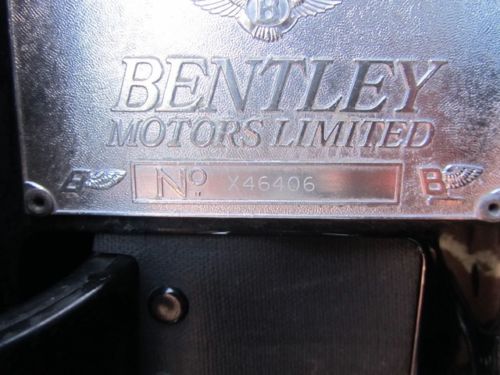 B
BENTLEY
MOTORS LIMITED
B Nº X46406 B